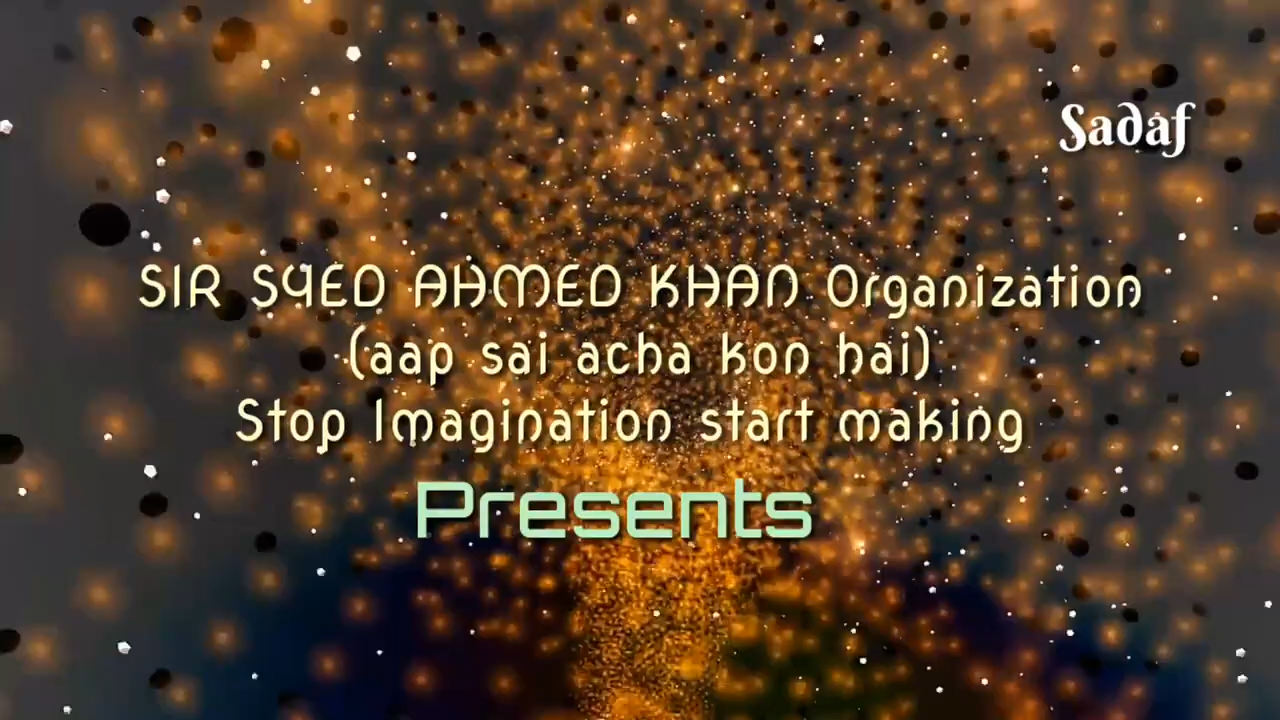 Sadaf
SIR SYED AHMED KHAN Organization
(aap sai acha kon hai)
Stop Imagination start making
Presents